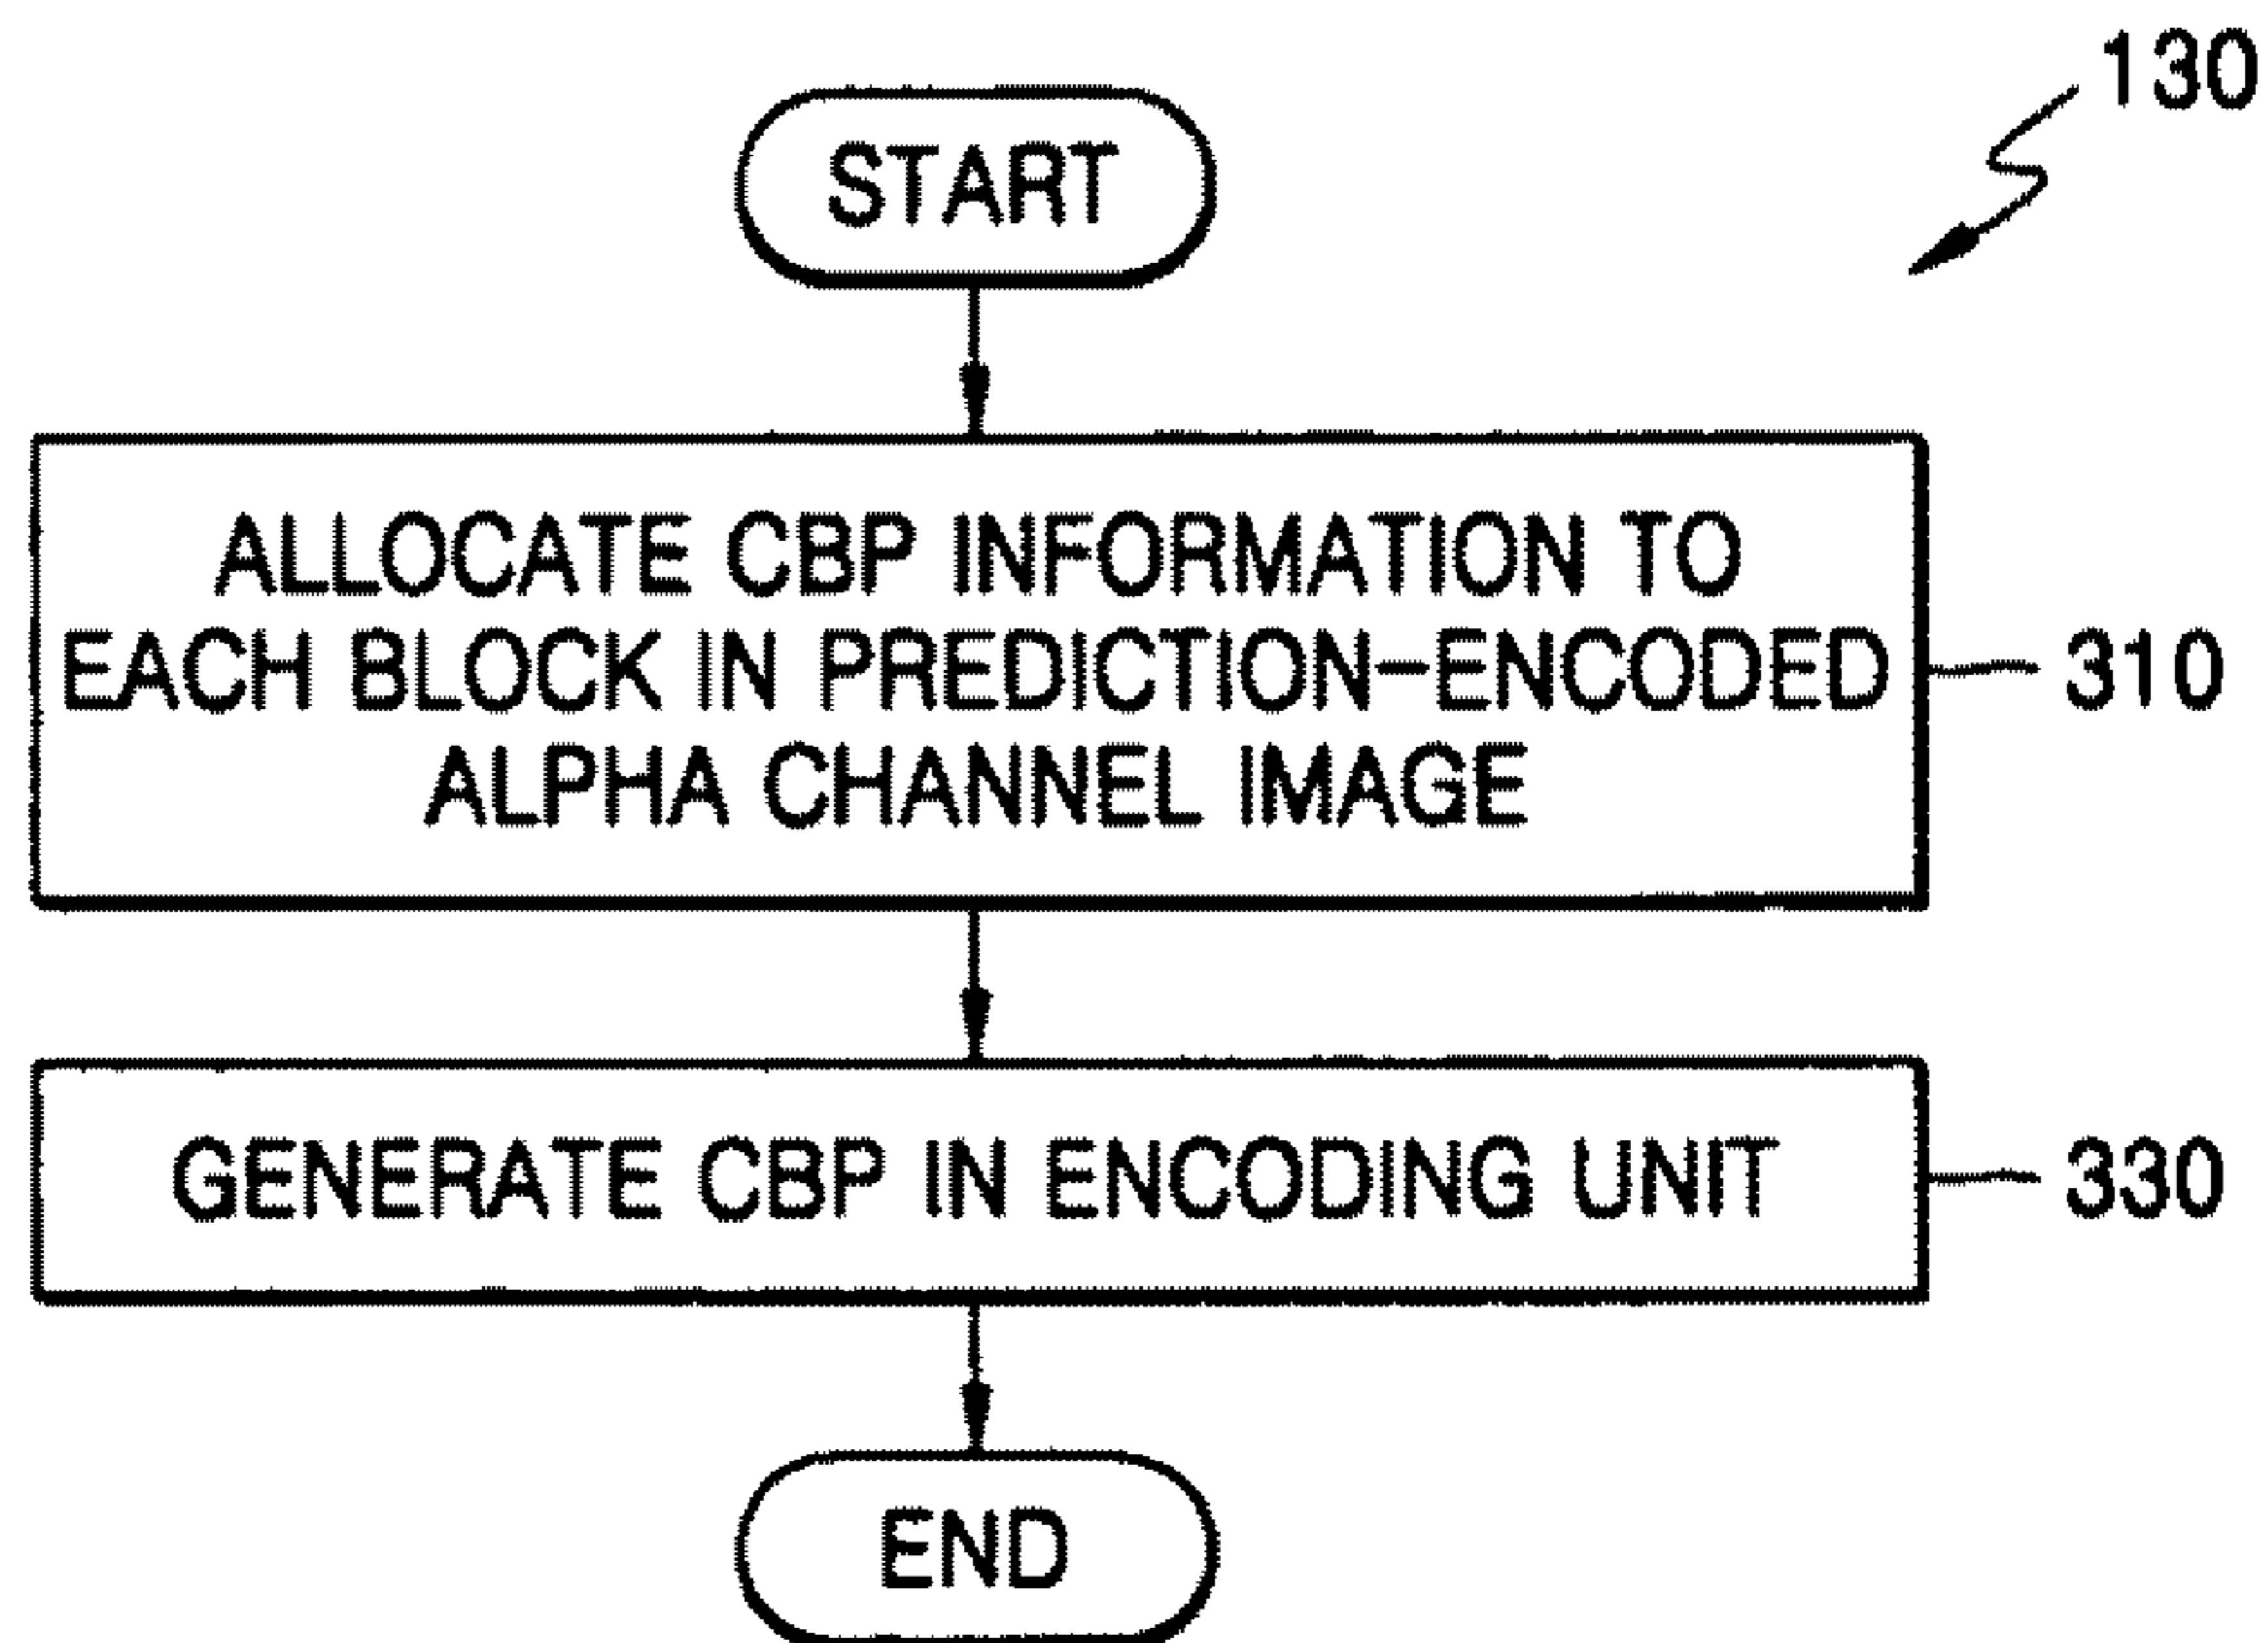 130
START
ALLOCATE CBP INFORMATION TO
EACH BLOCK IN PREDICTION-ENCODED
ALPHA CHANNEL IMAGE
310
GENERATE CBP IN ENCODING UNIT
330
END